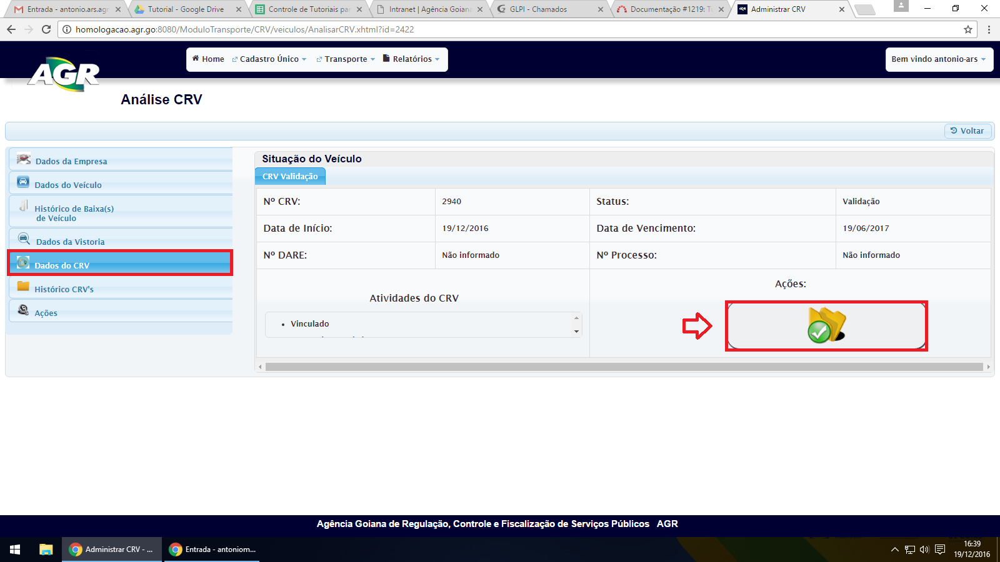 Entrada - antonio.ars.agr
Tutorial - Google Drive
Controle de Tutoriais par
Intranet | Agência Goiana
GLPI - Chamados
Documentação #1219: Tu
Administrar CRV
homologacao.agr.go:8080/ModuloTransporte/CRV/veiculos/AnalisarCRV.xhtml?id=2422
AGR
Home Cadastro Único Transporte Relatórios
Bem vindo antonio-ars
Análise CRV
Voltar
Dados da Empresa
Dados do Veículo
Histórico de Baixa(s)
de Veículo
Dados da Vistoria
Dados do CRV
Histórico CRV's
Ações
Situação do Veículo
CRV Validação
Nº CRV: 2940 Status: Validação
Data de Início: 19/12/2016 Data de Vencimento: 19/06/2017
Nº DARE: Não informado Nº Processo: Não informado
Atividades do CRV
• Vinculado
Ações:
Agência Goiana de Regulação, Controle e Fiscalização de Serviços Públicos AGR
Administrar CRV - ...
Entrada - antoniom...
16:39
19/12/2016